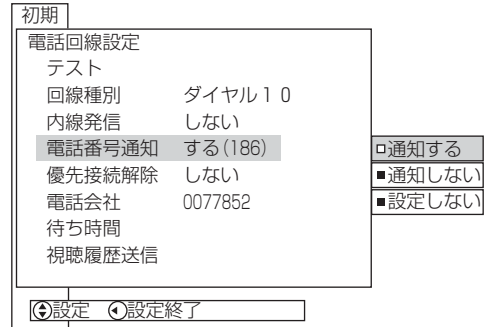 初期
電話回線設定
テスト
回線種別 ダイヤル10
内線発信 しない
電話番号通知 する(186)
優先接続解除 しない
電話会社 0077852
待ち時間
視聴履歴送信
通知する
通知しない
設定しない
設定 設定終了